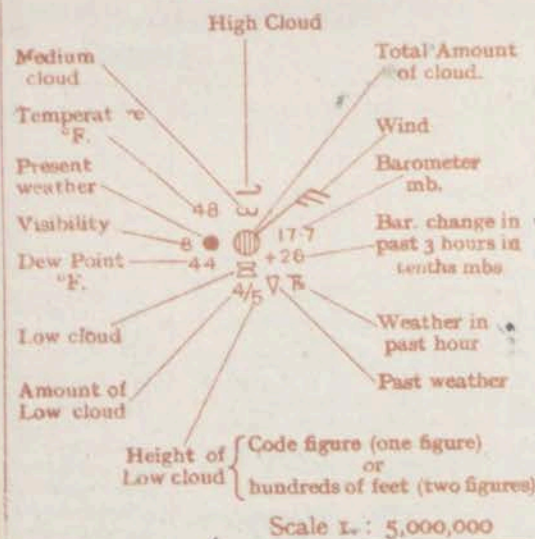 High Cloud
Medium
cloud
Total Amount
of cloud.
Temperat re
°F.
Wind
Present
weather
Barometer
mb.
48
Visibility
8
17.7
Bar. change in
past 3 hours in
tenths mbs
+26
Dew Point
°F.
44
4/5
Low cloud
Weather in
past hour
Amount of
Low cloud
Past weather
Height of
Low cloud
Code figure (one figure)
or
hundreds of feet (two figures)
Scale 1 : 5,000,000